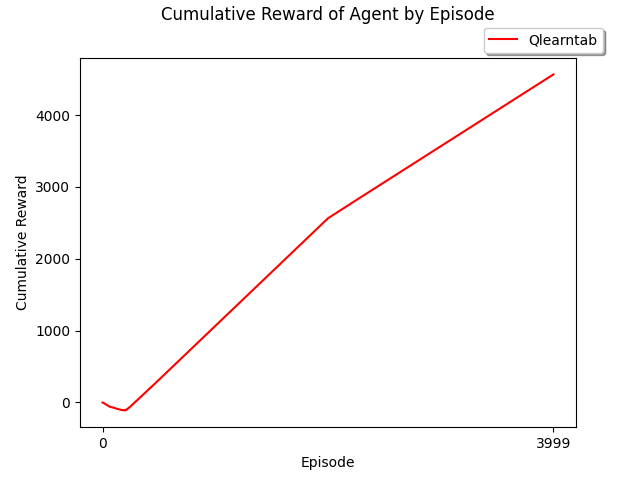 Cumulative Reward of Agent by Episode
Qlearntab
4000
3000
2000
1000
0
Cumulative Reward
0
3999
Episode